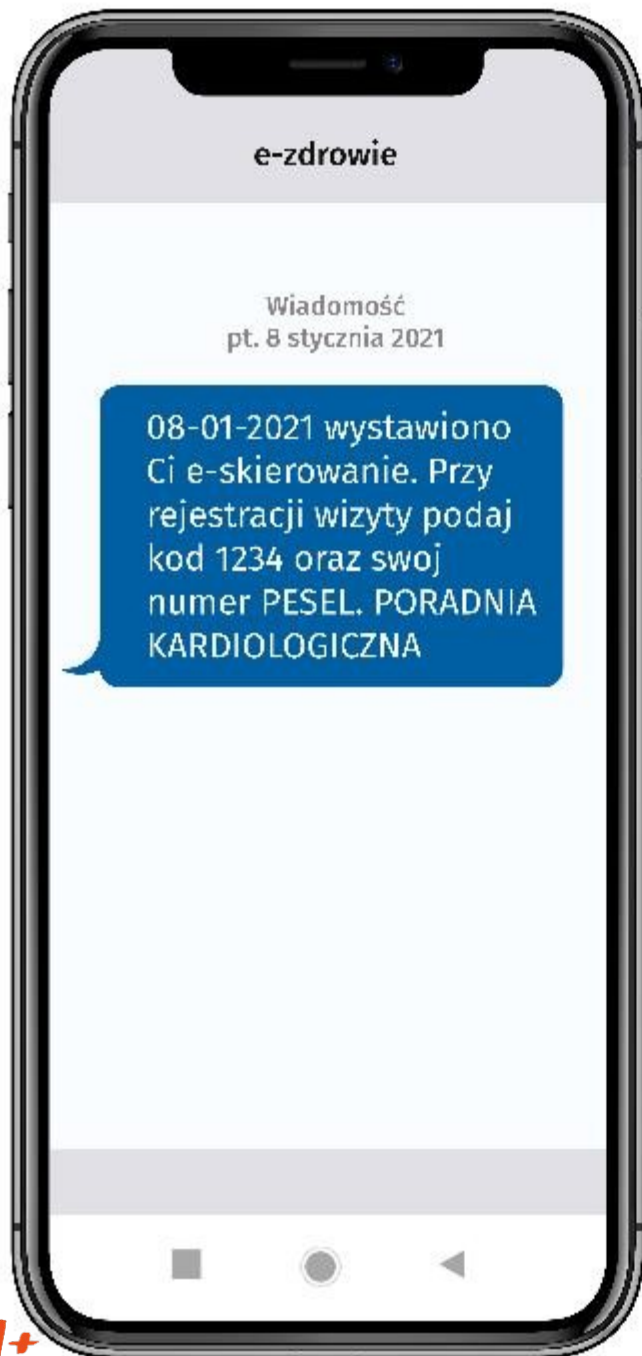 e-zdrowie
Wiadomość
pt. 8 stycznia 2021
08-01-2021 wystawiono
Ci e-skierowanie. Przy
rejestracji wizyty podaj
kod 1234 oraz swoj
numer PESEL. PORADNIA
KARDIOLOGICZNA